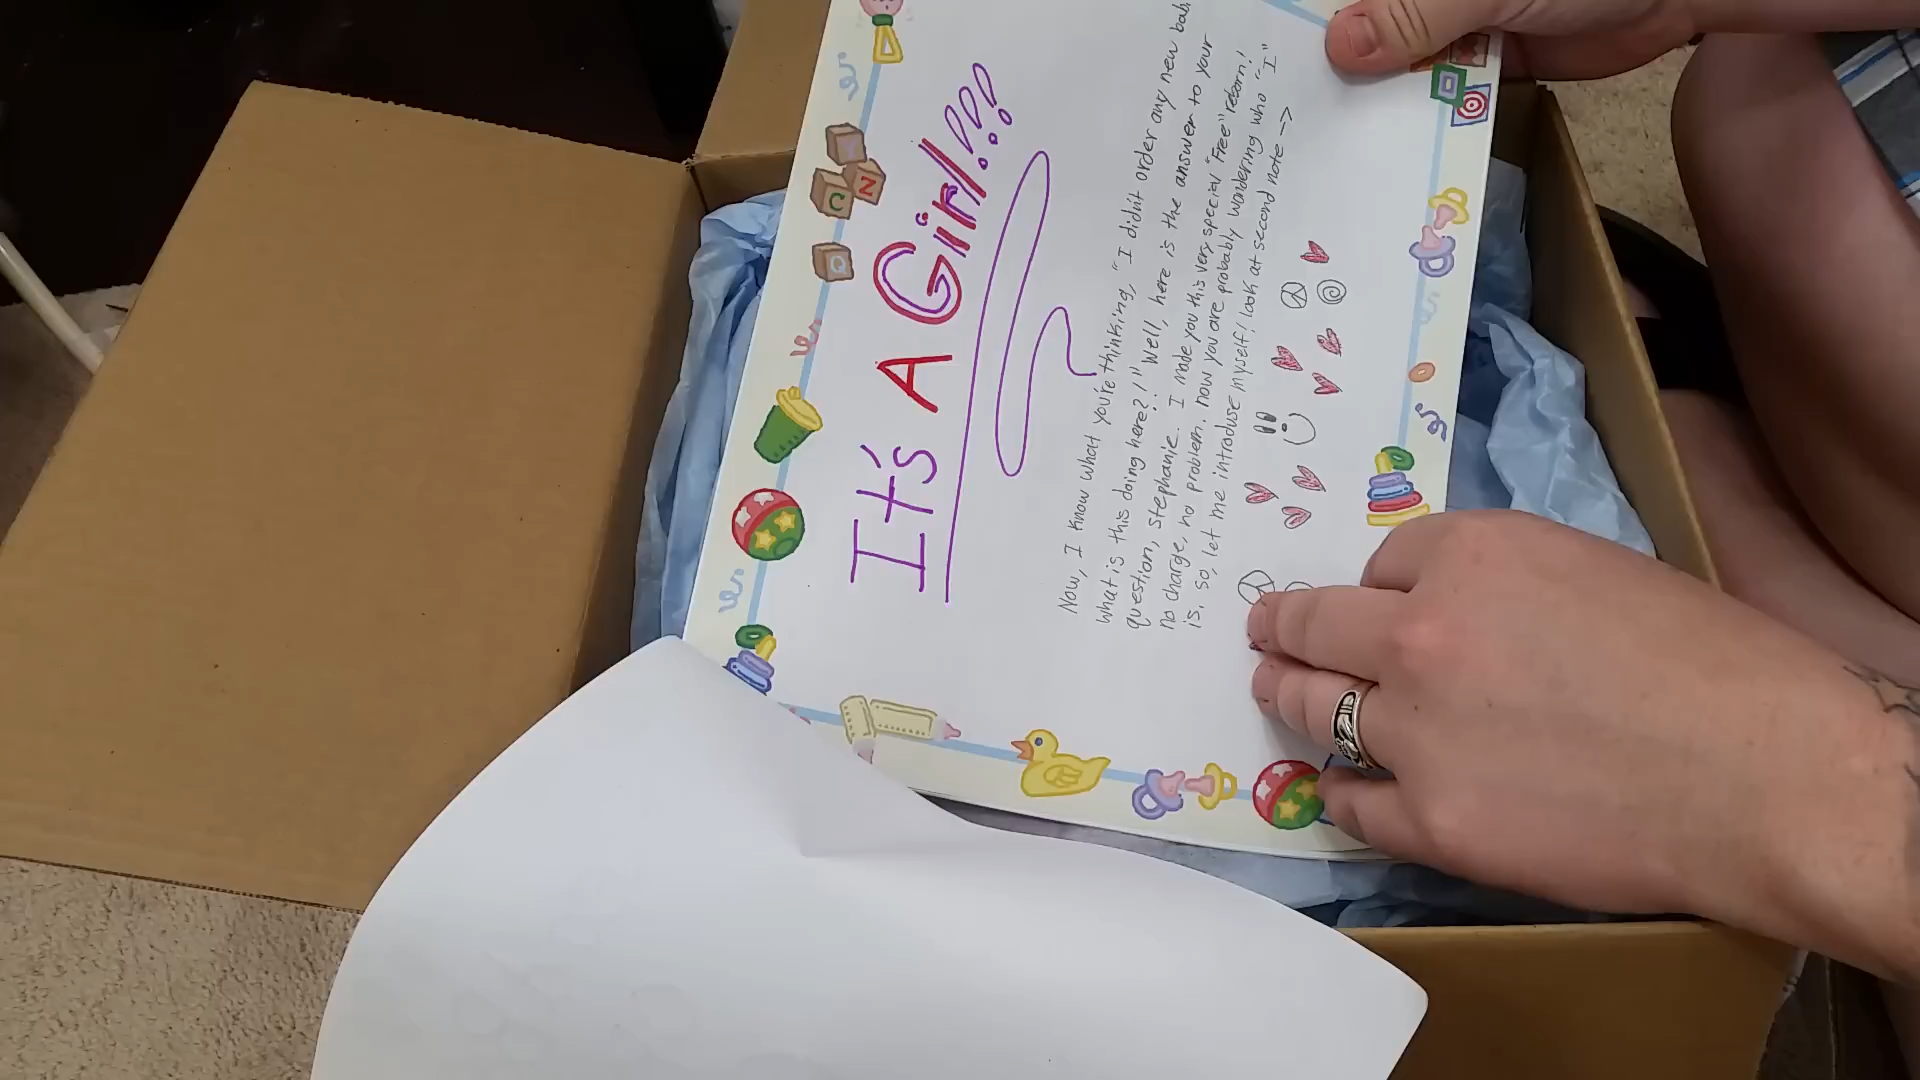 It's A Girl!!!
Now, I know what you're thinking, "I didn't order any new
what is this doing here?!" Well, here is the answer to your
question, stephanie. I made you this very special "Free" reborn!
no charge, no problem. now you are probably wondering who "I"
is. so, let me introduse myself! look at second note ->